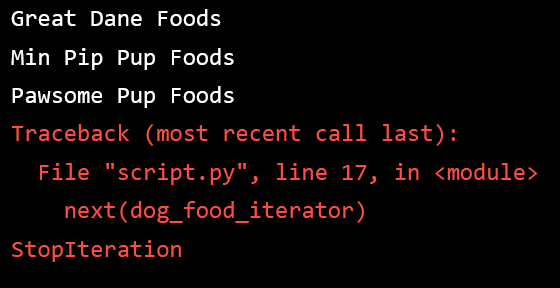 Great Dane Foods
Min Pip Pup Foods
Pawsome Pup Foods
Traceback (most recent call last):
  File "script.py", line 17, in <module>
    next(dog_food_iterator)
StopIteration